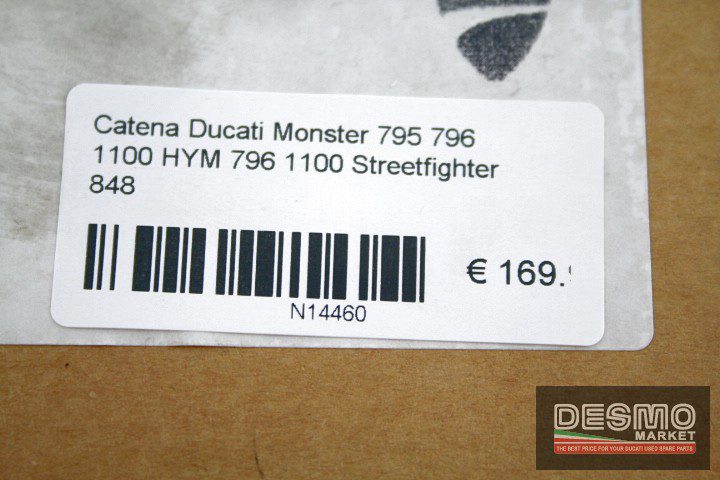 Catena Ducati Monster 795 796
1100 HYM 796 1100 Streetfighter
848
€ 169.
N14460
DESMO
MARKET
THE BEST PRICE FOR YOUR DUCATI USED SPARE PARTS